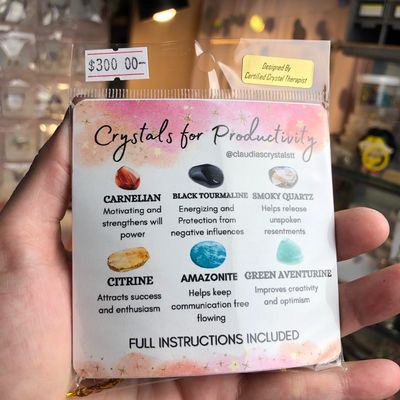 $300 00-
Designed By
Certified Crystal Therapist
Crystals for Productivity
@claudiascrystalstt
CARNELIAN
Motivating and
strengthens will
power
BLACK TOURMALINE
Energizing and
Protection from
negative influences
SMOKY QUARTZ
Helps release
unspoken
resentments
CITRINE
Attracts success
and enthusiasm
AMAZONITE
Helps keep
communication free
flowing
GREEN AVENTURINE
Improves creativity
and optimism
FULL INSTRUCTIONS INCLUDED